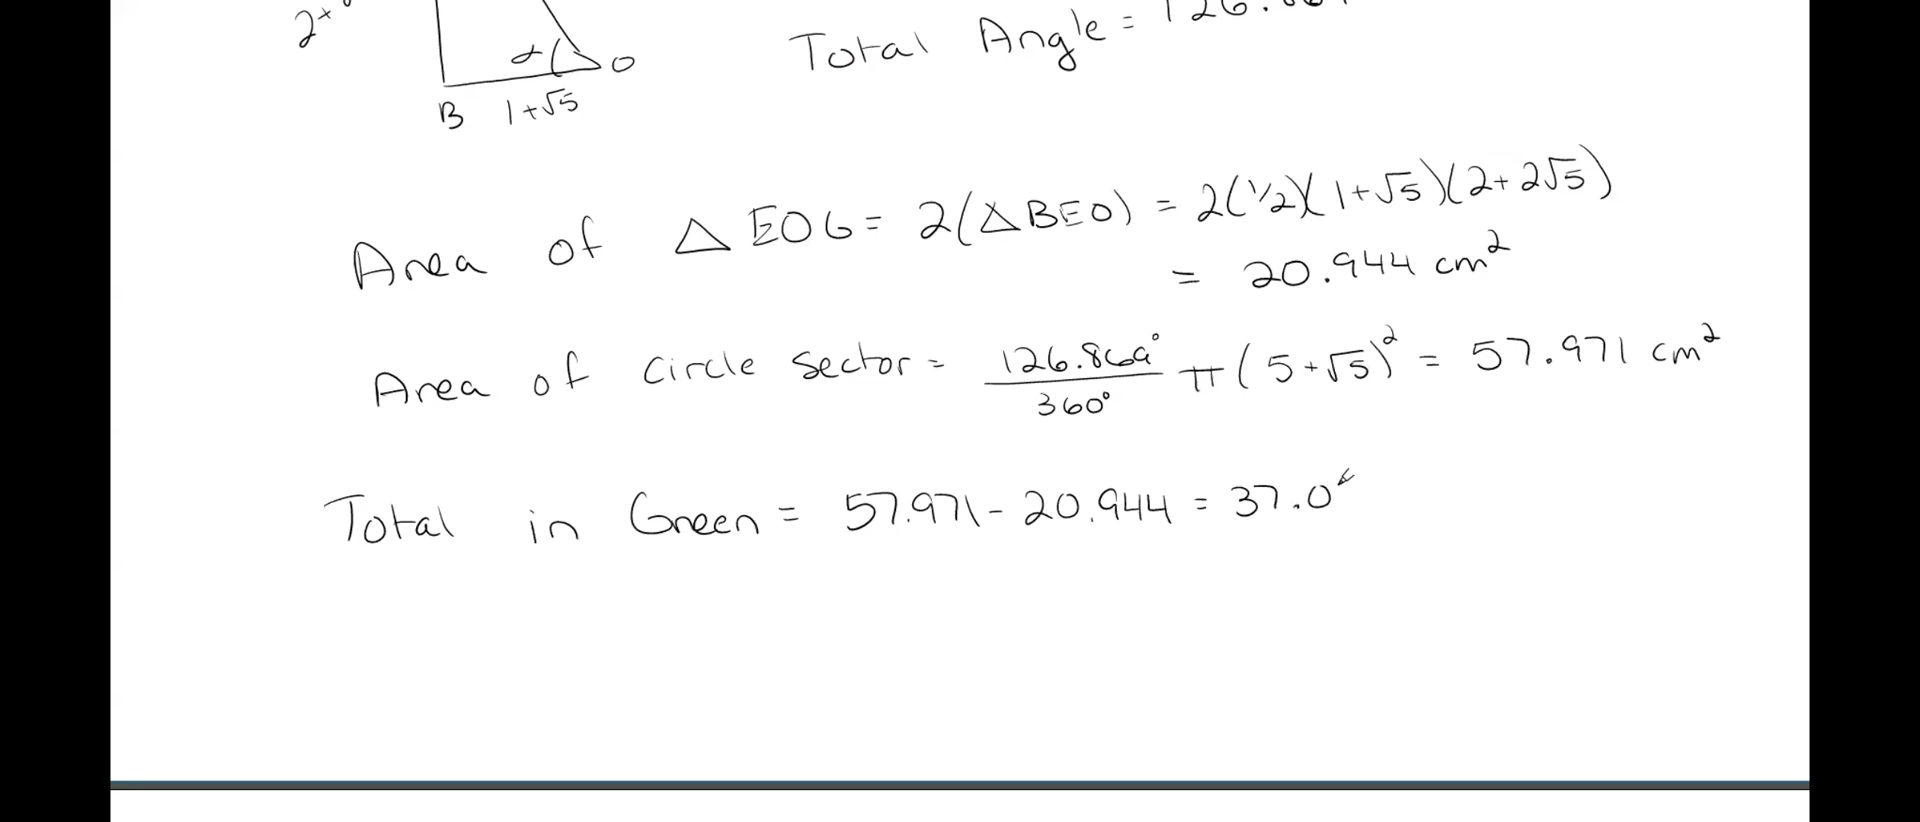 Total Angle = 126.
2+
α
O
B 1+√5
Area of △ EOG = 2(△BEO) = 2(1/2)(1+√5)(2+2√5)
= 20.944 cm²
Area of circle sector = 126.869°/360° π(5+√5)² = 57.971 cm²
Total in Green = 57.971 - 20.944 = 37.0